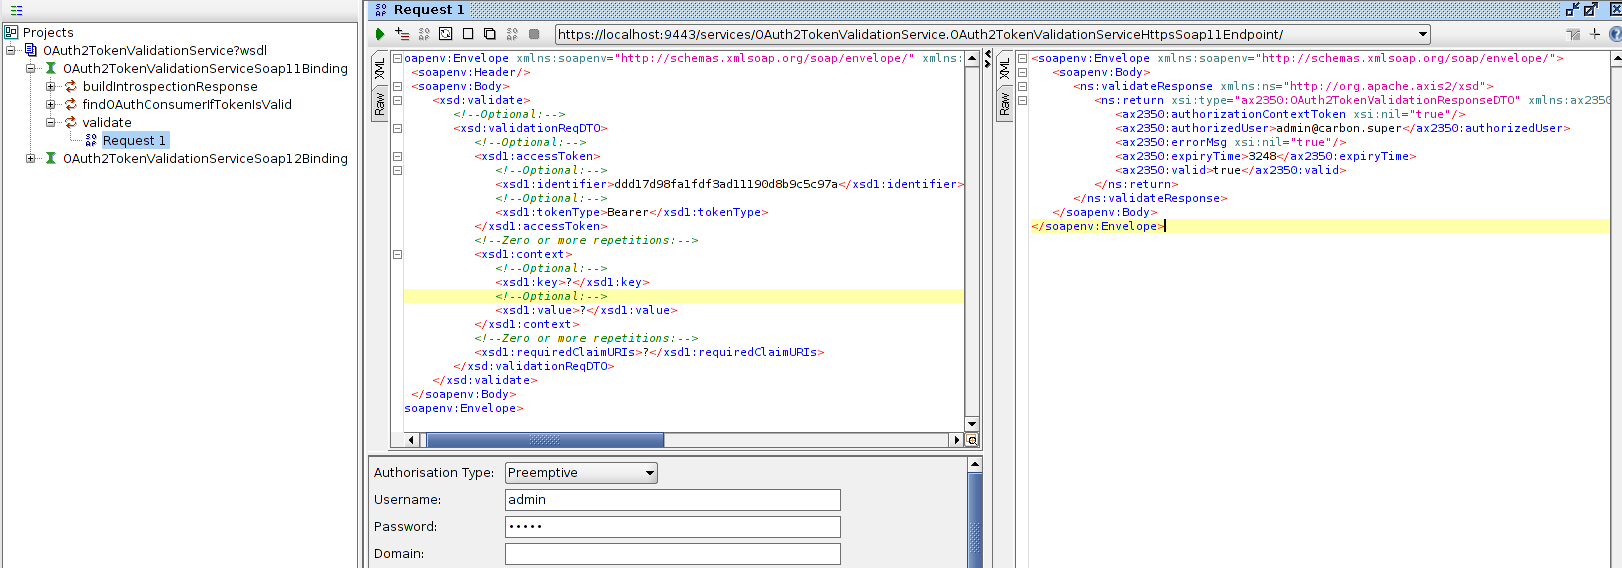 Projects
OAuth2TokenValidationService?wsdl
OAuth2TokenValidationServiceSoap11Binding
buildIntrospectionResponse
findOAuthConsumerIfTokenIsValid
validate
SO AP Request 1
OAuth2TokenValidationServiceSoap12Binding
SO AP Request 1
https://localhost:9443/services/OAuth2TokenValidationService.OAuth2TokenValidationServiceHttpsSoap11Endpoint/
XML
Raw
oapenv:Envelope xmlns:soapenv="http://schemas.xmlsoap.org/soap/envelope/" xmlns:
<soapenv:Header/>
<soapenv:Body>
<xsd:validate>
<!--Optional:-->
<xsd:validationReqDTO>
<!--Optional:-->
<xsd1:accessToken>
<!--Optional:-->
<xsd1:identifier>ddd17d98fa1fdf3ad11190d8b9c5c97a</xsd1:identifier>
<!--Optional:-->
<xsd1:tokenType>Bearer</xsd1:tokenType>
</xsd1:accessToken>
<!--Zero or more repetitions:-->
<xsd1:context>
<!--Optional:-->
<xsd1:key>?</xsd1:key>
<!--Optional:-->
<xsd1:value>?</xsd1:value>
</xsd1:context>
<!--Zero or more repetitions:-->
<xsd1:requiredClaimURIs>?</xsd1:requiredClaimURIs>
</xsd:validationReqDTO>
</xsd:validate>
</soapenv:Body>
soapenv:Envelope>
Authorisation Type: Preemptive
Username: admin
Password: •••••
Domain:
XML
Raw
<soapenv:Envelope xmlns:soapenv="http://schemas.xmlsoap.org/soap/envelope/">
<soapenv:Body>
<ns:validateResponse xmlns:ns="http://org.apache.axis2/xsd">
<ns:return xsi:type="ax2350:OAuth2TokenValidationResponseDTO" xmlns:ax2350
<ax2350:authorizationContextToken xsi:nil="true"/>
<ax2350:authorizedUser>admin@carbon.super</ax2350:authorizedUser>
<ax2350:errorMsg xsi:nil="true"/>
<ax2350:expiryTime>3248</ax2350:expiryTime>
<ax2350:valid>true</ax2350:valid>
</ns:return>
</ns:validateResponse>
</soapenv:Body>
</soapenv:Envelope>